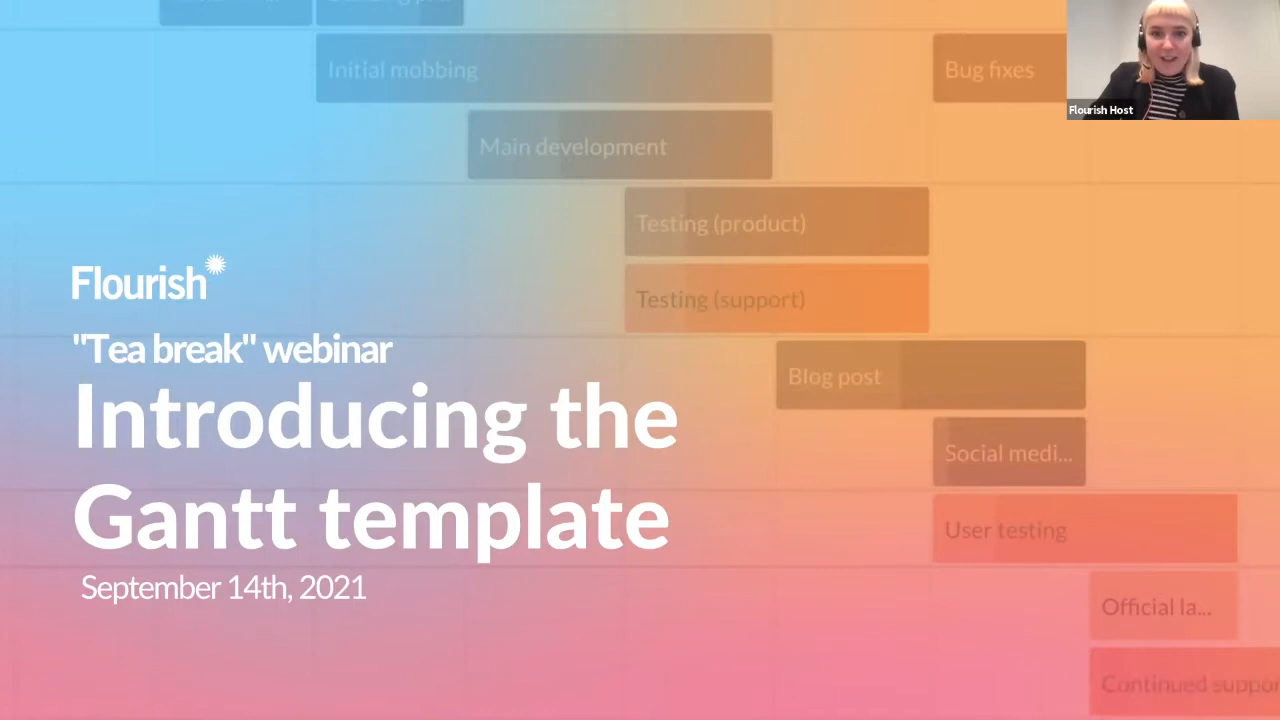 Initial mobbing
Bug fixes
Flourish Host
Main development
Testing (product)
Flourish
Testing (support)
"Tea break" webinar
Blog post
Introducing the
Social medi...
Gantt template
User testing
September 14th, 2021
Official la...
Continued suppor